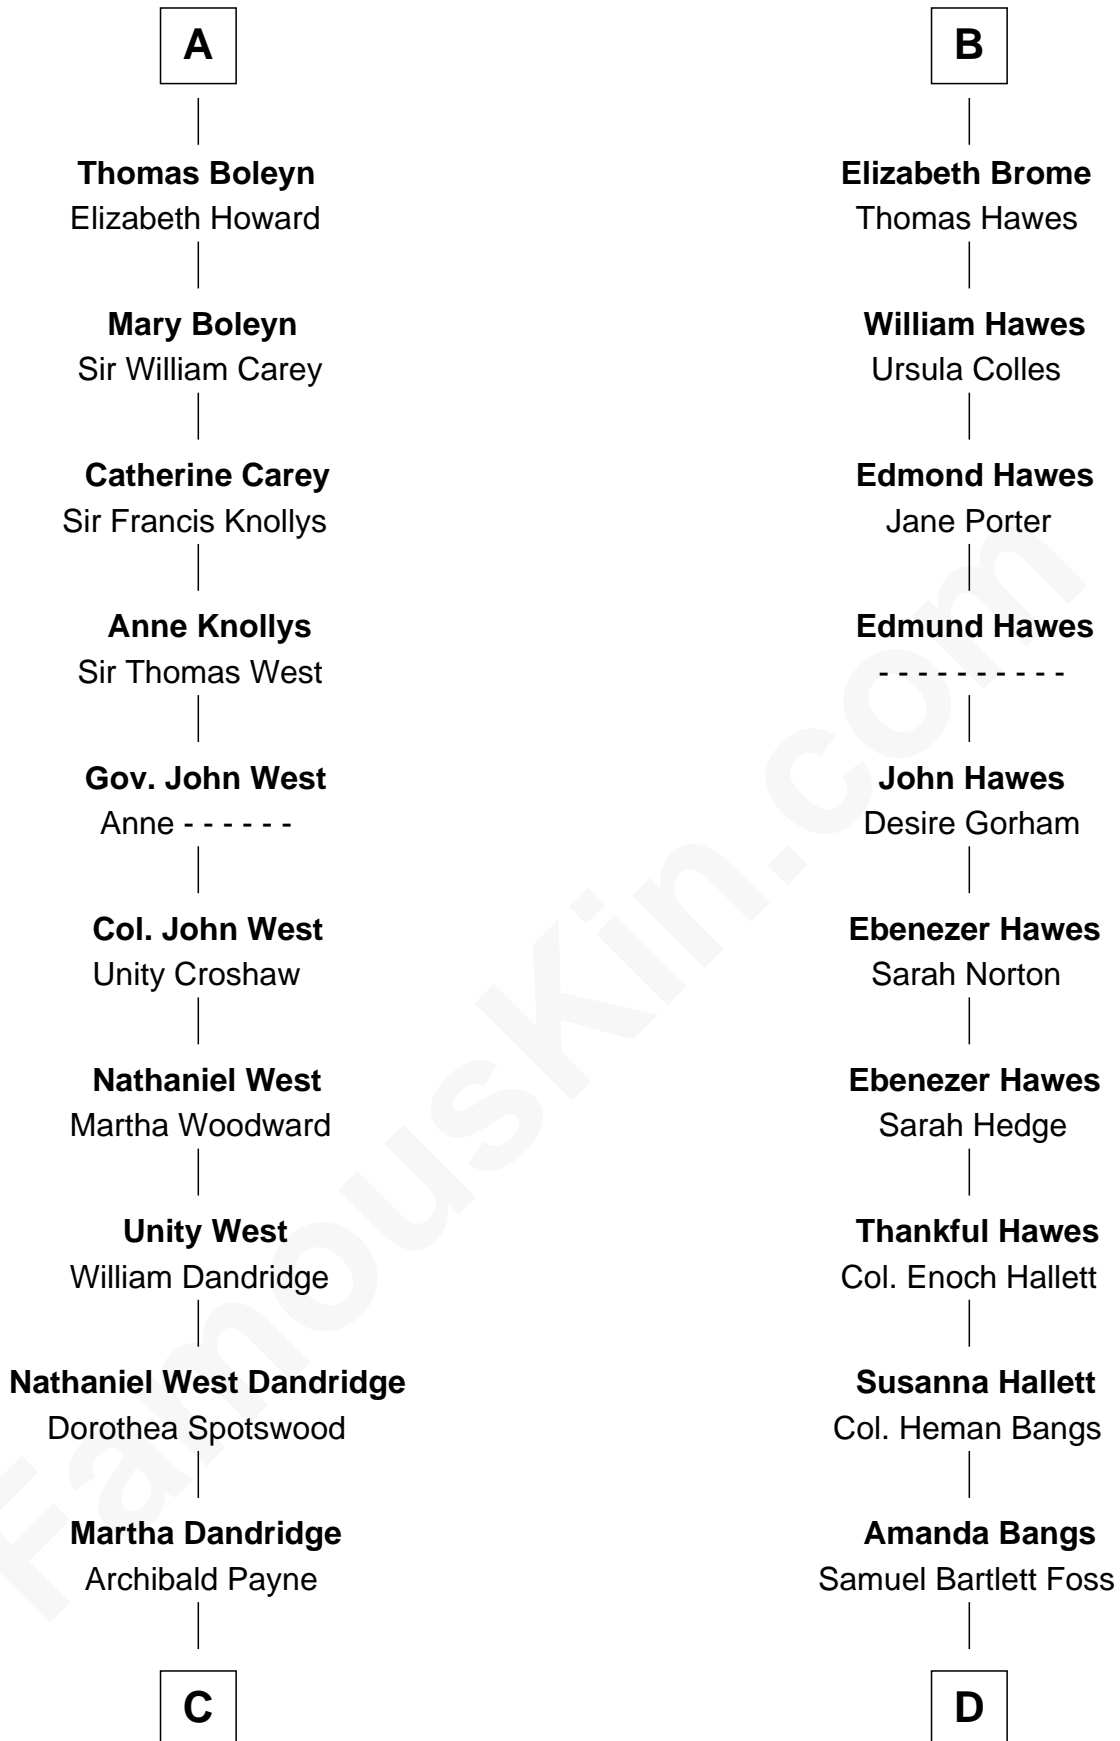 A
Thomas Boleyn
Elizabeth Howard
Mary Boleyn
Sir William Carey
Catherine Carey
Sir Francis Knollys
Anne Knollys
Sir Thomas West
Gov. John West
Anne - - - - - -
Col. John West
Unity Croshaw
Nathaniel West
Martha Woodward
Unity West
William Dandridge
Nathaniel West Dandridge
Dorothea Spotswood
Martha Dandridge
Archibald Payne
C
B
Elizabeth Brome
Thomas Hawes
William Hawes
Ursula Colles
Edmond Hawes
Jane Porter
Edmund Hawes
- - - - - - - - - -
John Hawes
Desire Gorham
Ebenezer Hawes
Sarah Norton
Ebenezer Hawes
Sarah Hedge
Thankful Hawes
Col. Enoch Hallett
Susanna Hallett
Col. Heman Bangs
Amanda Bangs
Samuel Bartlett Foss
D
FamousKin.com